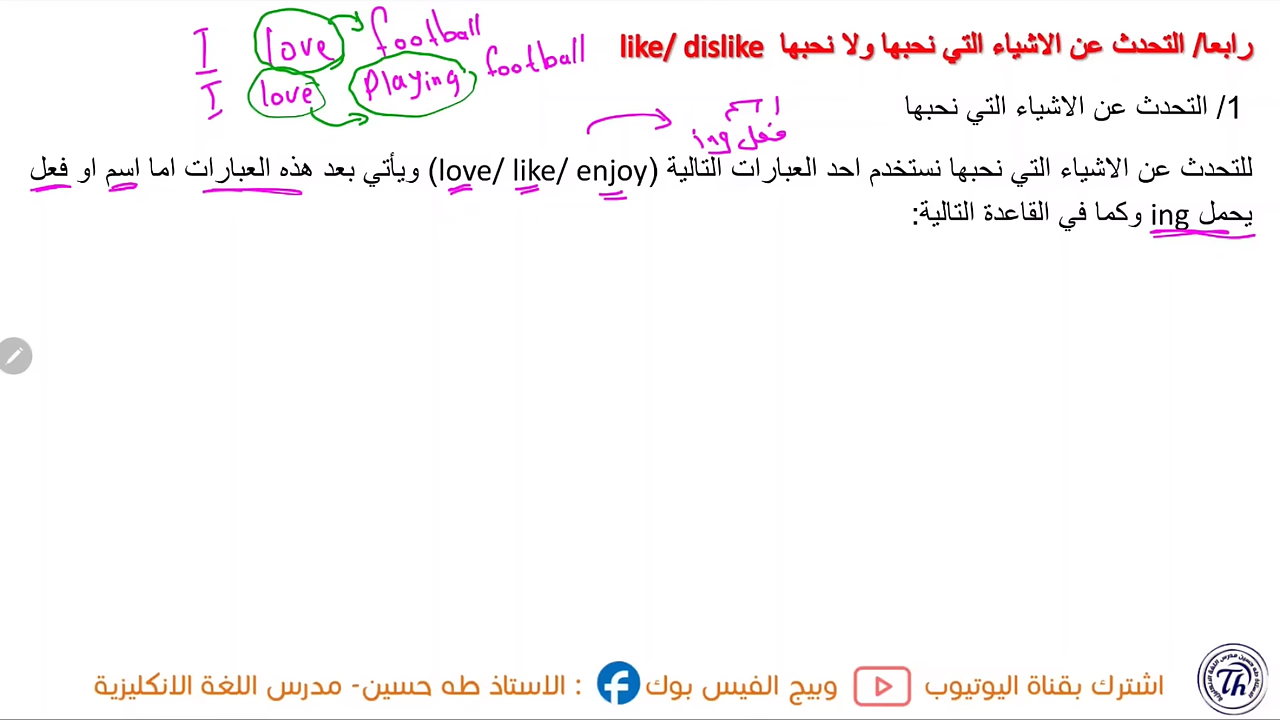 رابعا/ التحدث عن الاشياء التي نحبها ولا نحبها like/ dislike
I love football
I love Playing football
1/ التحدث عن الاشياء التي نحبها
اسم
فعل ing
للتحدث عن الاشياء التي نحبها نستخدم احد العبارات التالية (love/ like/ enjoy) ويأتي بعد هذه العبارات اما اسم او فعل
يحمل ing وكما في القاعدة التالية:
اشترك بقناة اليوتيوب وبيج الفيس بوك : الاستاذ طه حسين- مدرس اللغة الانكليزية
Th